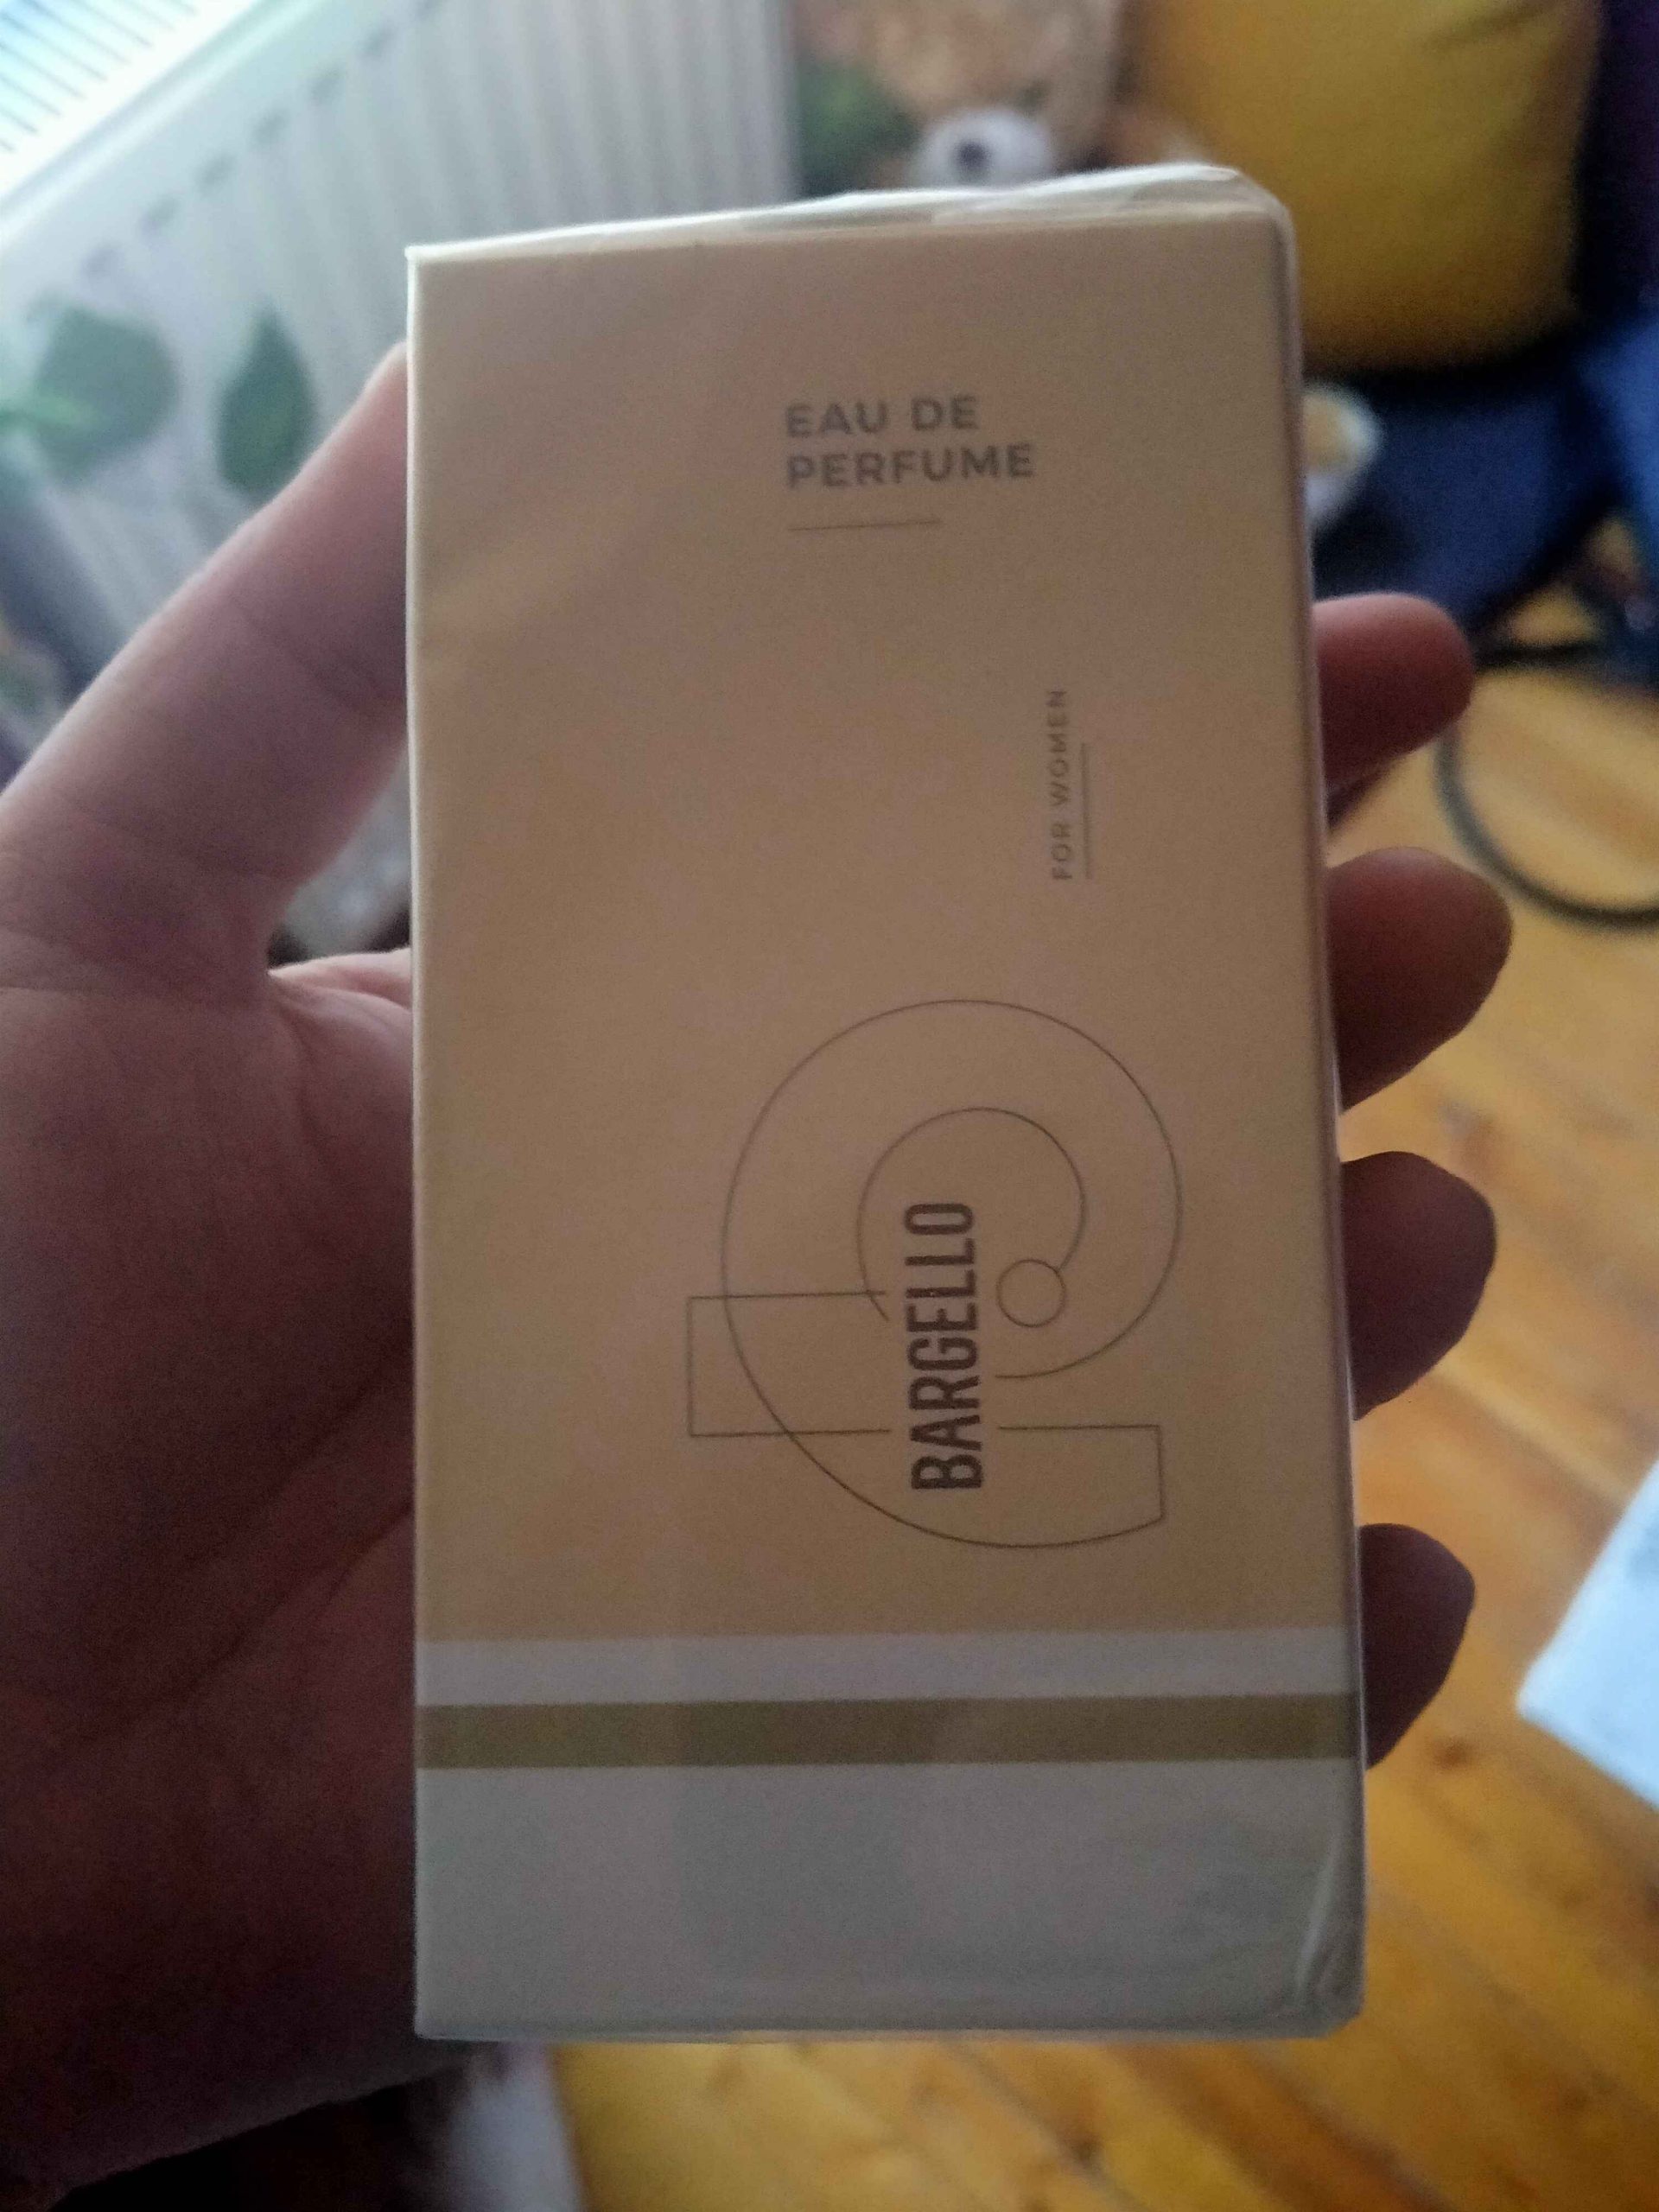 EAU DE
PERFUME
FOR WOMEN
BARGELLO